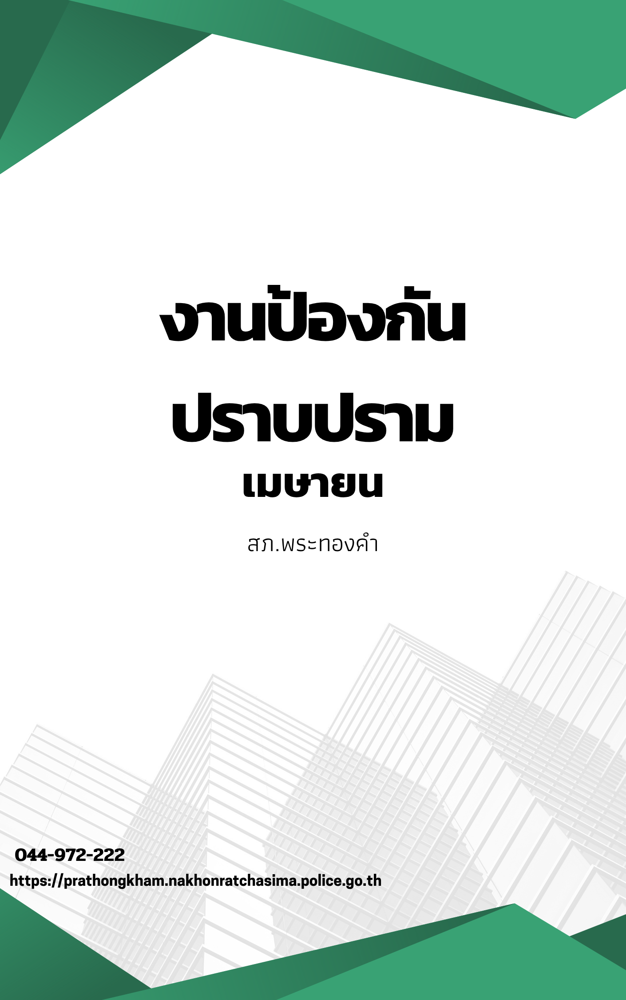 งานป้องกัน
ปราบปราม
เมษายน
สภ.พระทองคำ
044-972-222
https://prathongkham.nakhonratchasima.police.go.th